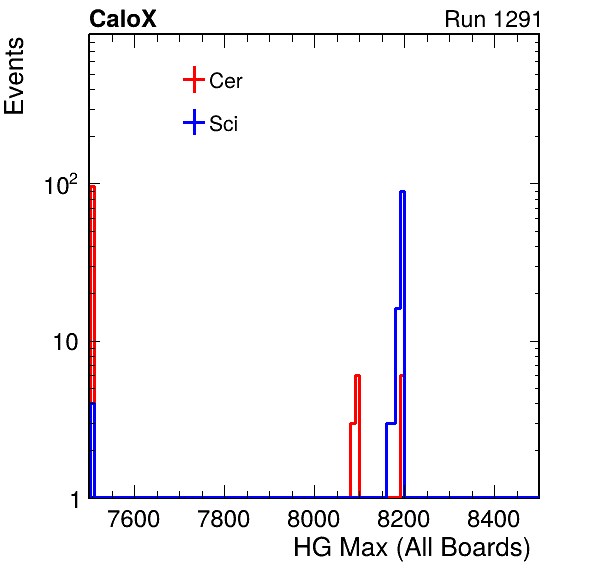 CaloX Run 1291
Events
Cer
Sci
10²
10
1
7600 7800 8000 8200 8400
HG Max (All Boards)